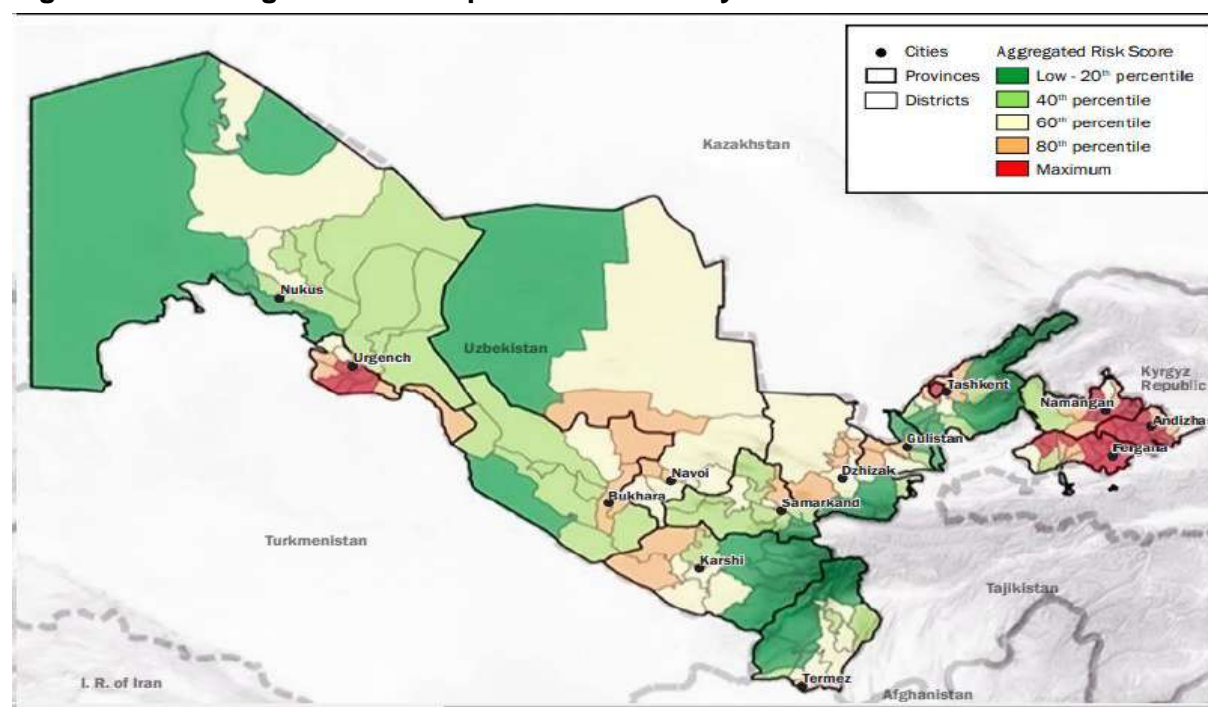 Cities
Aggregated Risk Score
Provinces
Low - 20th percentile
Districts
40th percentile
60th percentile
80th percentile
Maximum
Kazakhstan
Nukus
Uzbekistan
Urgench
Kyrgyz
Republic
Tashkent
Namangan
Andizha
Gulistan
Fergana
Navoi
Dzhizak
Bukhara
Samarkand
Turkmenistan
Karshi
Tajikistan
I. R. of Iran
Termez
Afghanistan